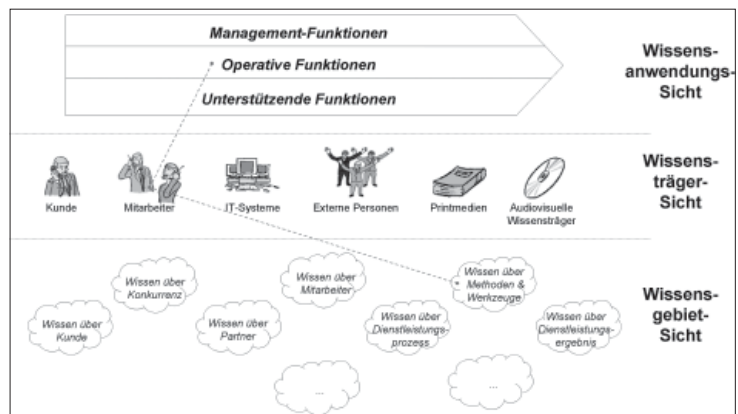 Management-Funktionen
Operative Funktionen
Unterstützende Funktionen
Wissens-
anwendungs-
Sicht
Kunde
Mitarbeiter
IT-Systeme
Externe Personen
Printmedien
Audiovisuelle
Wissensträger
Wissens-
träger-
Sicht
Wissen über
Konkurrenz
Wissen über
Mitarbeiter
Wissen über
Methoden &
Werkzeuge
Wissen über
Kunde
Wissen über
Partner
Wissen über
Dienstleistungs-
prozess
Wissen über
Dienstleistungs-
ergebnis
...
...
Wissens-
gebiet-
Sicht